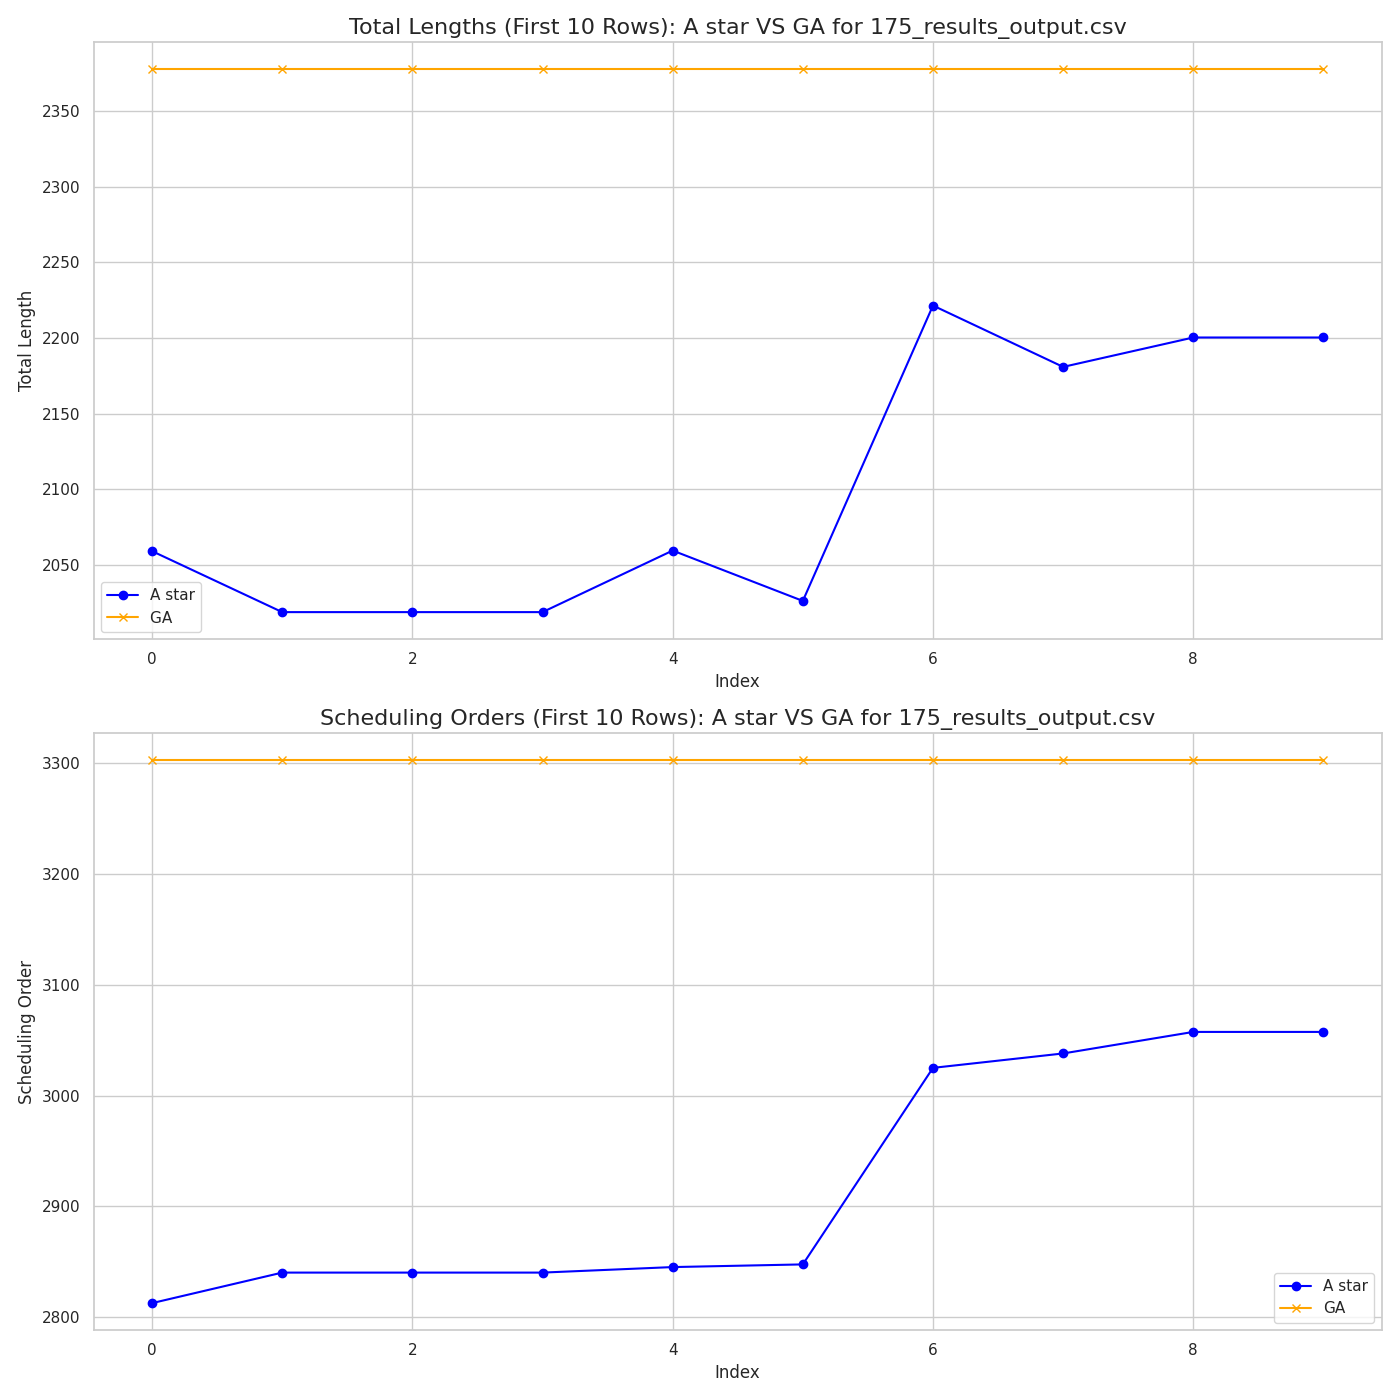 Total Lengths (First 10 Rows): A star VS GA for 175_results_output.csv
2350
2300
2250
2200
2150
2100
2050
Total Length
A star
GA
0 2 4 6 8
Index
Scheduling Orders (First 10 Rows): A star VS GA for 175_results_output.csv
3300
3200
3100
3000
2900
2800
Scheduling Order
A star
GA
0 2 4 6 8
Index